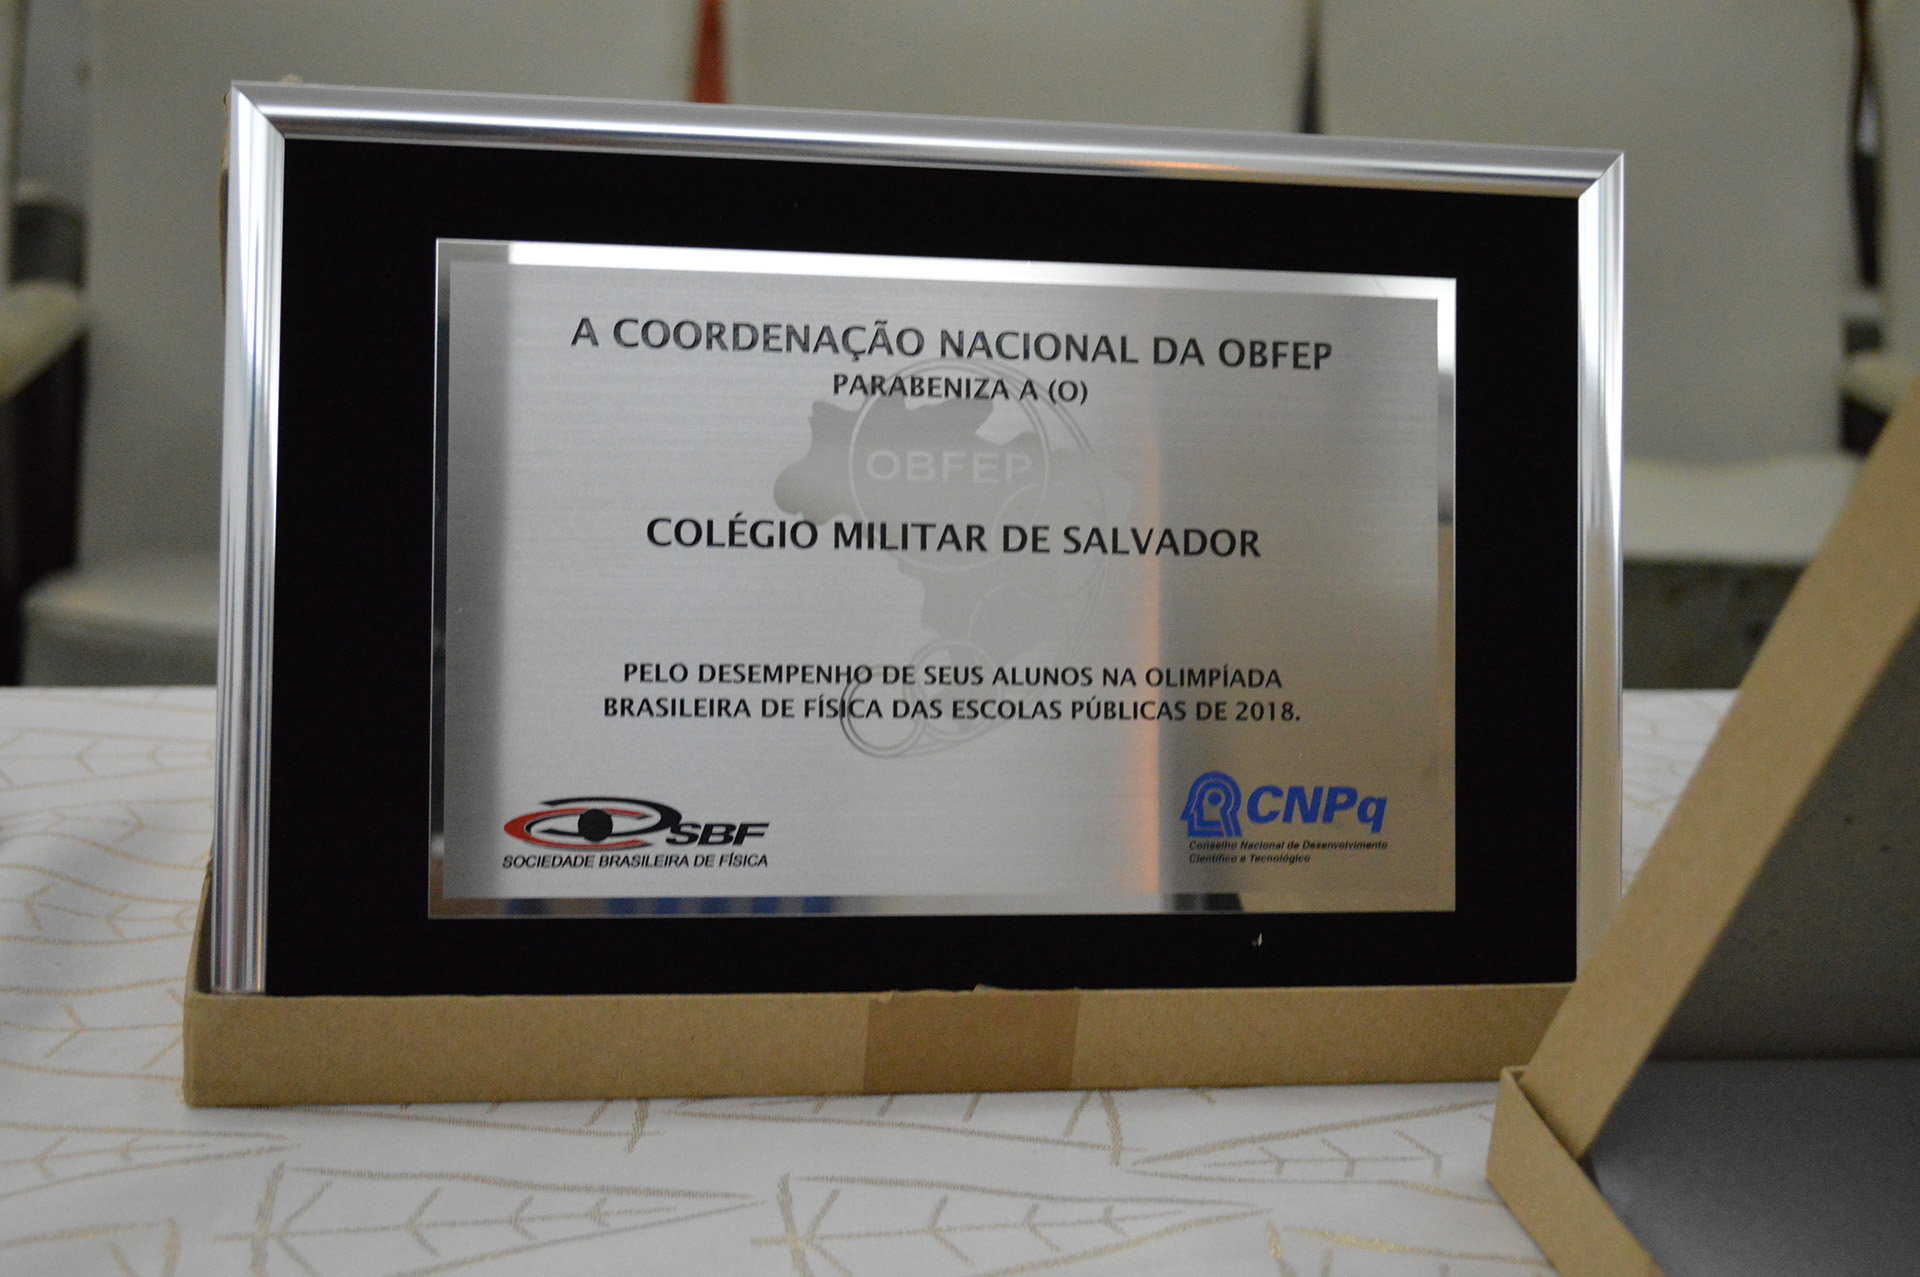 A COORDENAÇÃO NACIONAL DA OBFEP
PARABENIZA A (O)
OBFEP
COLÉGIO MILITAR DE SALVADOR
PELO DESEMPENHO DE SEUS ALUNOS NA OLIMPÍADA
BRASILEIRA DE FÍSICA DAS ESCOLAS PÚBLICAS DE 2018.
SBF
SOCIEDADE BRASILEIRA DE FÍSICA
CNPq
Conselho Nacional de Desenvolvimento
Científico e Tecnológico